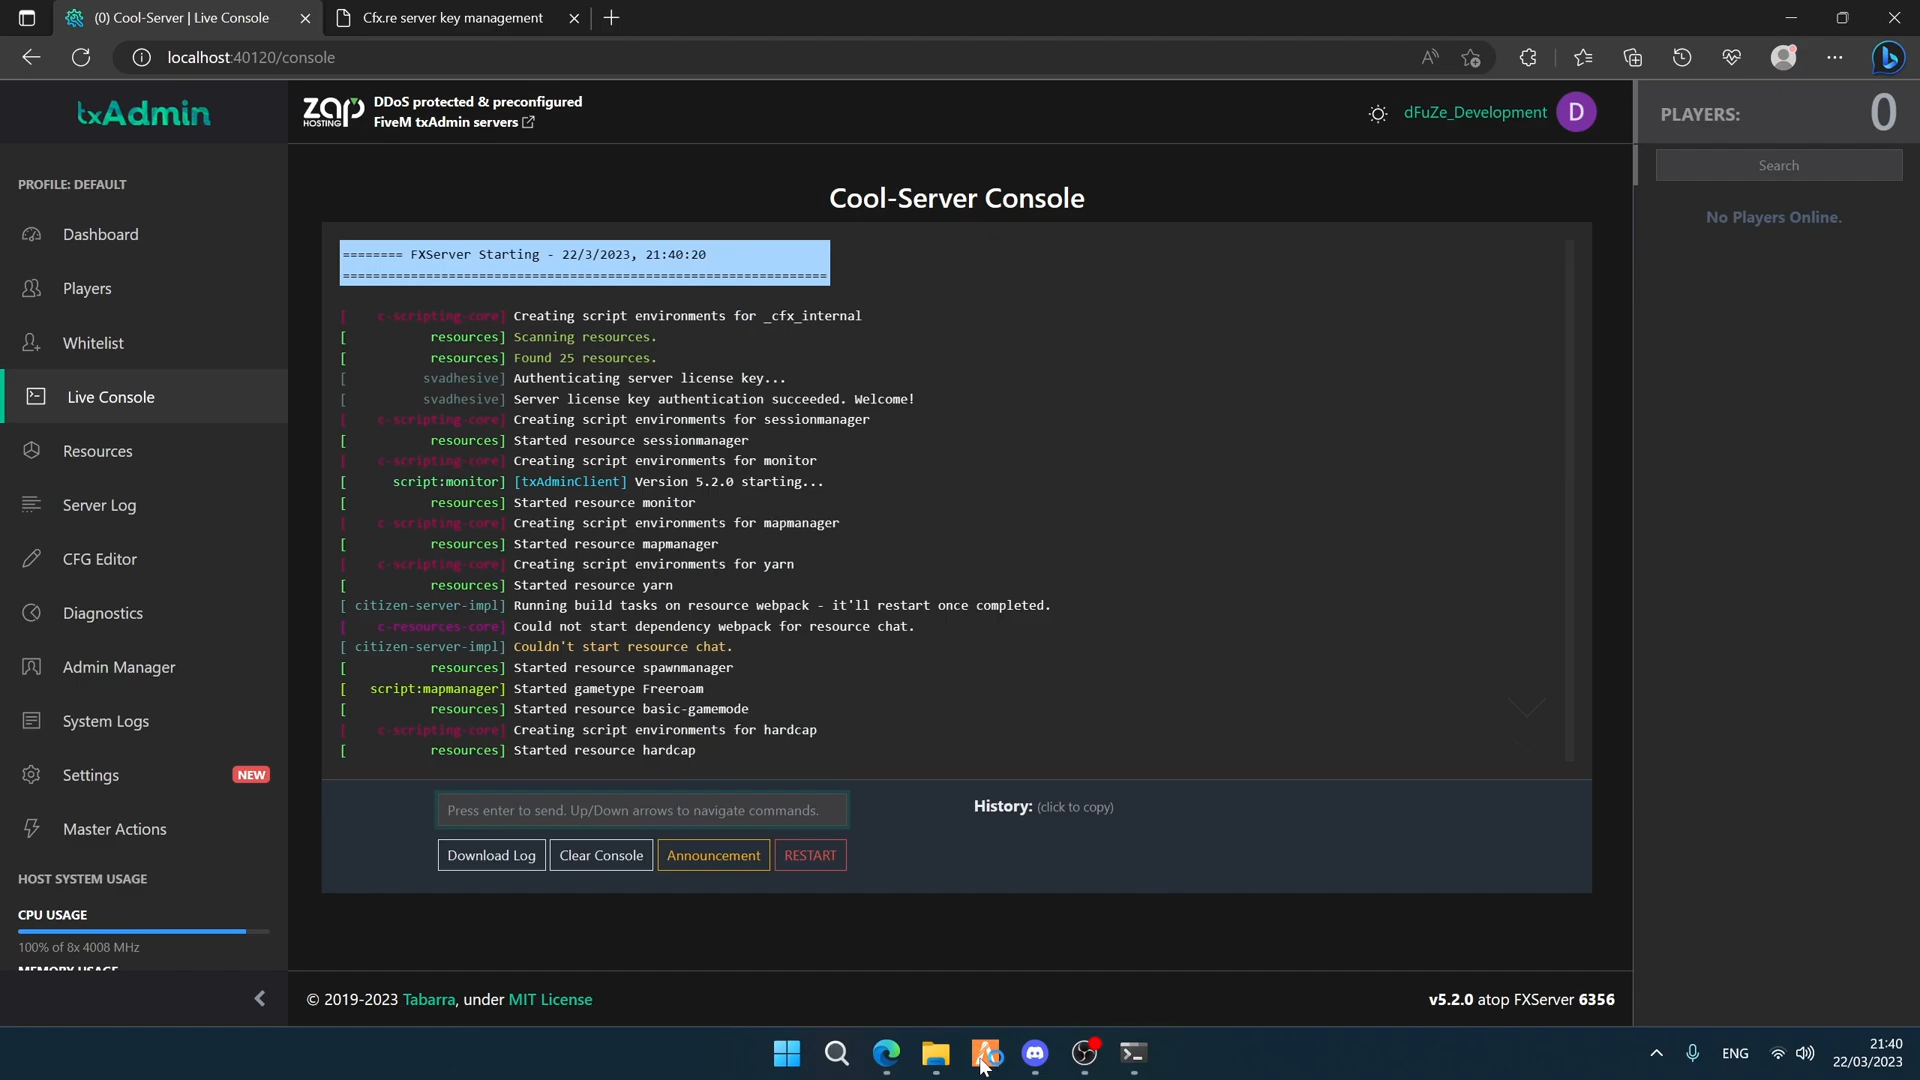 (0) Cool-Server | Live Console
Cfx.re server key management
localhost:40120/console
txAdmin
ZAP HOSTING
DDoS protected & preconfigured
FiveM txAdmin servers
dFuZe_Development
D
PLAYERS:
0
Search
No Players Online.
PROFILE: DEFAULT
Dashboard
Players
Whitelist
Live Console
Resources
Server Log
CFG Editor
Diagnostics
Admin Manager
System Logs
Settings
NEW
Master Actions
HOST SYSTEM USAGE
CPU USAGE
100% of 8x 4008 MHz
MEMORY USAGE
Cool-Server Console
======== FXServer Starting - 22/3/2023, 21:40:20
================================================================
[    c-scripting-core] Creating script environments for _cfx_internal
[           resources] Scanning resources.
[           resources] Found 25 resources.
[          svadhesive] Authenticating server license key...
[          svadhesive] Server license key authentication succeeded. Welcome!
[    c-scripting-core] Creating script environments for sessionmanager
[           resources] Started resource sessionmanager
[    c-scripting-core] Creating script environments for monitor
[      script:monitor] [txAdminClient] Version 5.2.0 starting...
[           resources] Started resource monitor
[    c-scripting-core] Creating script environments for mapmanager
[           resources] Started resource mapmanager
[    c-scripting-core] Creating script environments for yarn
[           resources] Started resource yarn
[ citizen-server-impl] Running build tasks on resource webpack - it'll restart once completed.
[    c-resources-core] Could not start dependency webpack for resource chat.
[ citizen-server-impl] Couldn't start resource chat.
[           resources] Started resource spawnmanager
[   script:mapmanager] Started gametype Freeroam
[           resources] Started resource basic-gamemode
[    c-scripting-core] Creating script environments for hardcap
[           resources] Started resource hardcap
Press enter to send. Up/Down arrows to navigate commands.
History: (click to copy)
Download Log
Clear Console
Announcement
RESTART
© 2019-2023 Tabarra, under MIT License
v5.2.0 atop FXServer 6356
ENG
21:40
22/03/2023